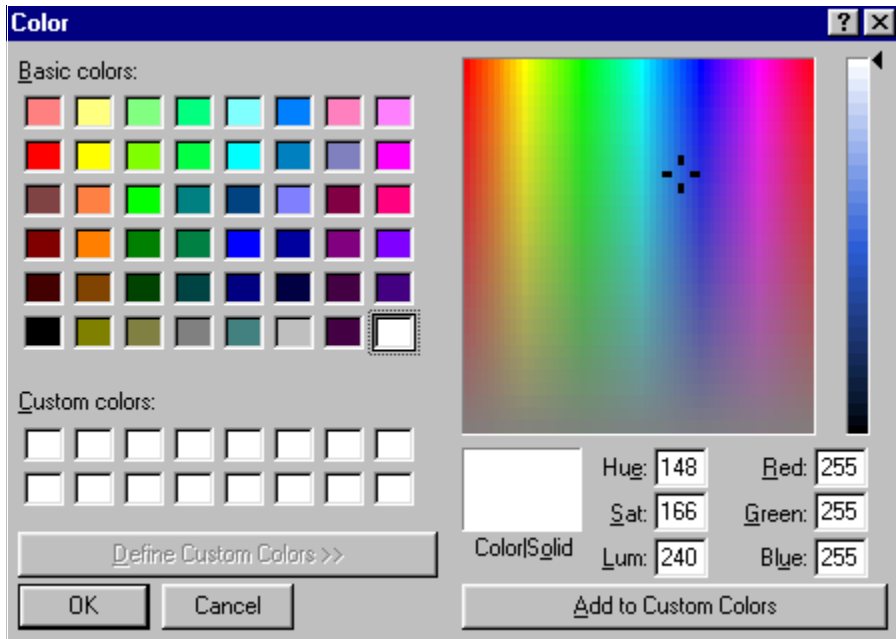 Color
Basic colors:
Custom colors:
Define Custom Colors >>
OK Cancel
Color|Solid
Hue: 148 Red: 255
Sat: 166 Green: 255
Lum: 240 Blue: 255
Add to Custom Colors